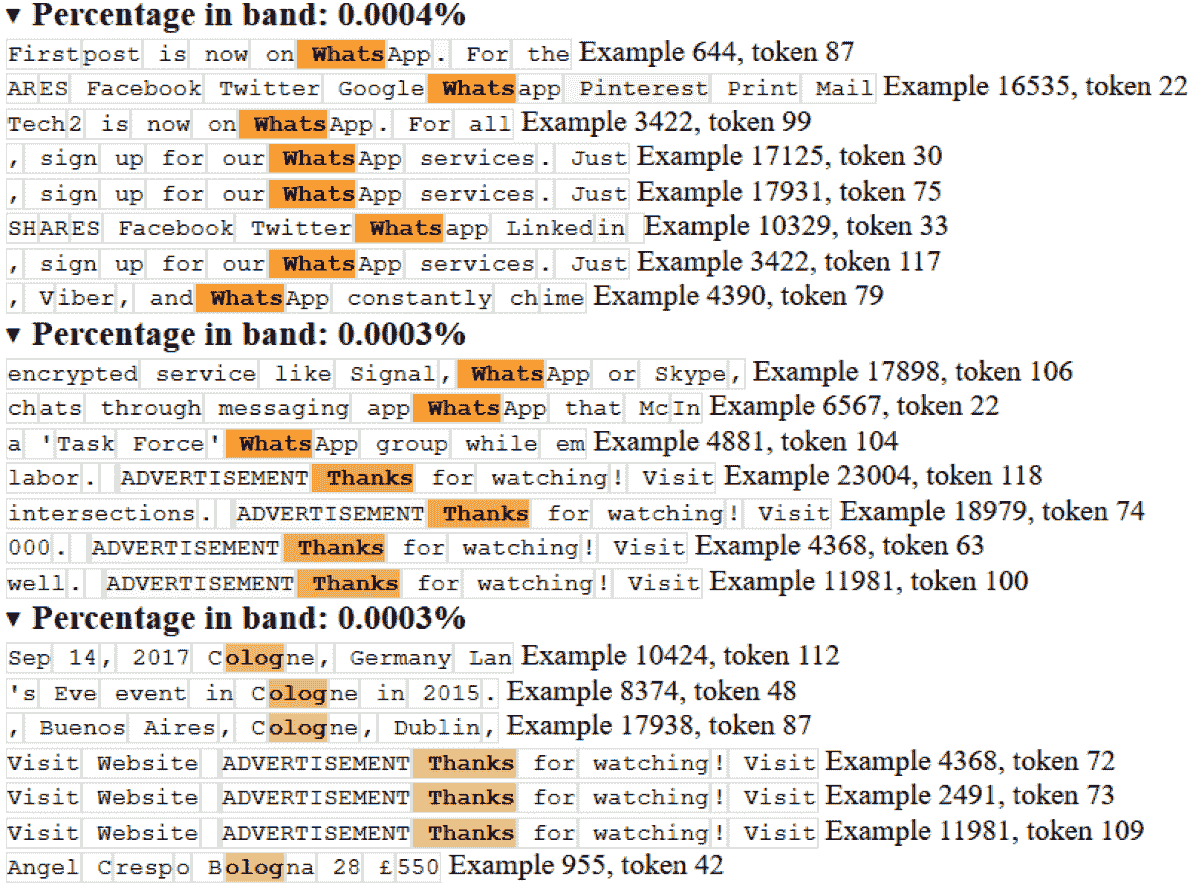 ▼ Percentage in band: 0.0004%
Firstpost is now on WhatsApp. For the Example 644, token 87
ARES Facebook Twitter Google Whatsapp Pinterest Print Mail Example 16535, token 22
Tech2 is now on WhatsApp. For all Example 3422, token 99
, sign up for our WhatsApp services. Just Example 17125, token 30
, sign up for our WhatsApp services. Just Example 17931, token 75
SHARES Facebook Twitter Whatsapp Linkedin Example 10329, token 33
, sign up for our WhatsApp services. Just Example 3422, token 117
, Viber, and WhatsApp constantly chime Example 4390, token 79
▼ Percentage in band: 0.0003%
encrypted service like Signal, WhatsApp or Skype, Example 17898, token 106
chats through messaging app WhatsApp that McIn Example 6567, token 22
a 'Task Force' WhatsApp group while em Example 4881, token 104
labor. ADVERTISEMENT Thanks for watching! Visit Example 23004, token 118
intersections. ADVERTISEMENT Thanks for watching! Visit Example 18979, token 74
000. ADVERTISEMENT Thanks for watching! Visit Example 4368, token 63
well. ADVERTISEMENT Thanks for watching! Visit Example 11981, token 100
▼ Percentage in band: 0.0003%
Sep 14, 2017 Cologne, Germany Lan Example 10424, token 112
's Eve event in Cologne in 2015. Example 8374, token 48
, Buenos Aires, Cologne, Dublin, Example 17938, token 87
Visit Website ADVERTISEMENT Thanks for watching! Visit Example 4368, token 72
Visit Website ADVERTISEMENT Thanks for watching! Visit Example 2491, token 73
Visit Website ADVERTISEMENT Thanks for watching! Visit Example 11981, token 109
Angel Crespo Bologna 28 £550 Example 955, token 42